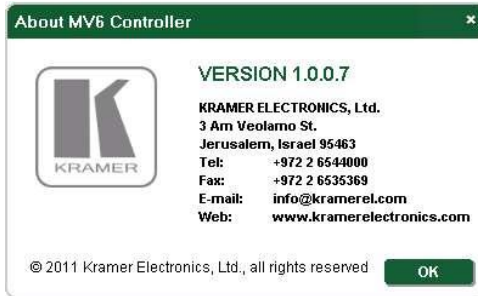 About MV6 Controller ×
KRAMER
VERSION 1.0.0.7
KRAMER ELECTRONICS, Ltd.
3 Am Veolamo St.
Jerusalem, Israel 95463
Tel: +972 2 6544000
Fax: +972 2 6535369
E-mail: info@kramerel.com
Web: www.kramerelectronics.com
© 2011 Kramer Electronics, Ltd., all rights reserved
OK